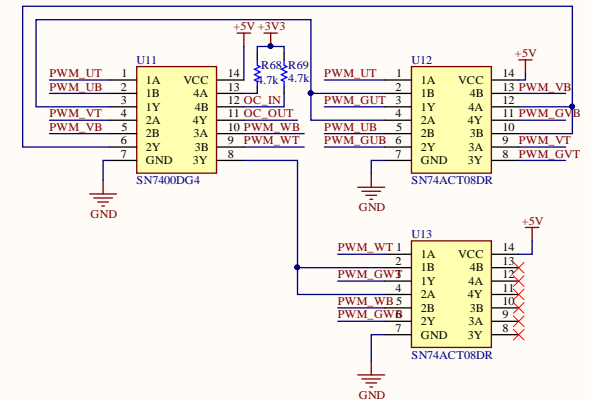 +5V +3V3
U11
R68 R69
4.7k 4.7k
PWM_UT 1 1A VCC 14
PWM_UB 2 1B 4A 13
3 1Y 4B 12 OC_IN
PWM_VT 4 2A 4Y 11 OC_OUT
PWM_VB 5 2B 3A 10 PWM_WB
6 2Y 3B 9 PWM_WT
7 GND 3Y 8
SN7400DG4
GND
+5V
U12
PWM_UT 1 1A VCC 14
2 1B 4B 13 PWM_VB
PWM_GUT 3 1Y 4A 12
4 2A 4Y 11 PWM_GVB
PWM_UB 5 2B 3B 10
PWM_GUB 6 2Y 3A 9 PWM_VT
7 GND 3Y 8 PWM_GVT
SN74ACT08DR
GND
+5V
U13
PWM_WT 1 1A VCC 14
2 1B 4B 13
PWM_GWT 3 1Y 4A 12
4 2A 4Y 11
PWM_WB 5 2B 3B 10
PWM_GWB 6 2Y 3A 9
7 GND 3Y 8
SN74ACT08DR
GND